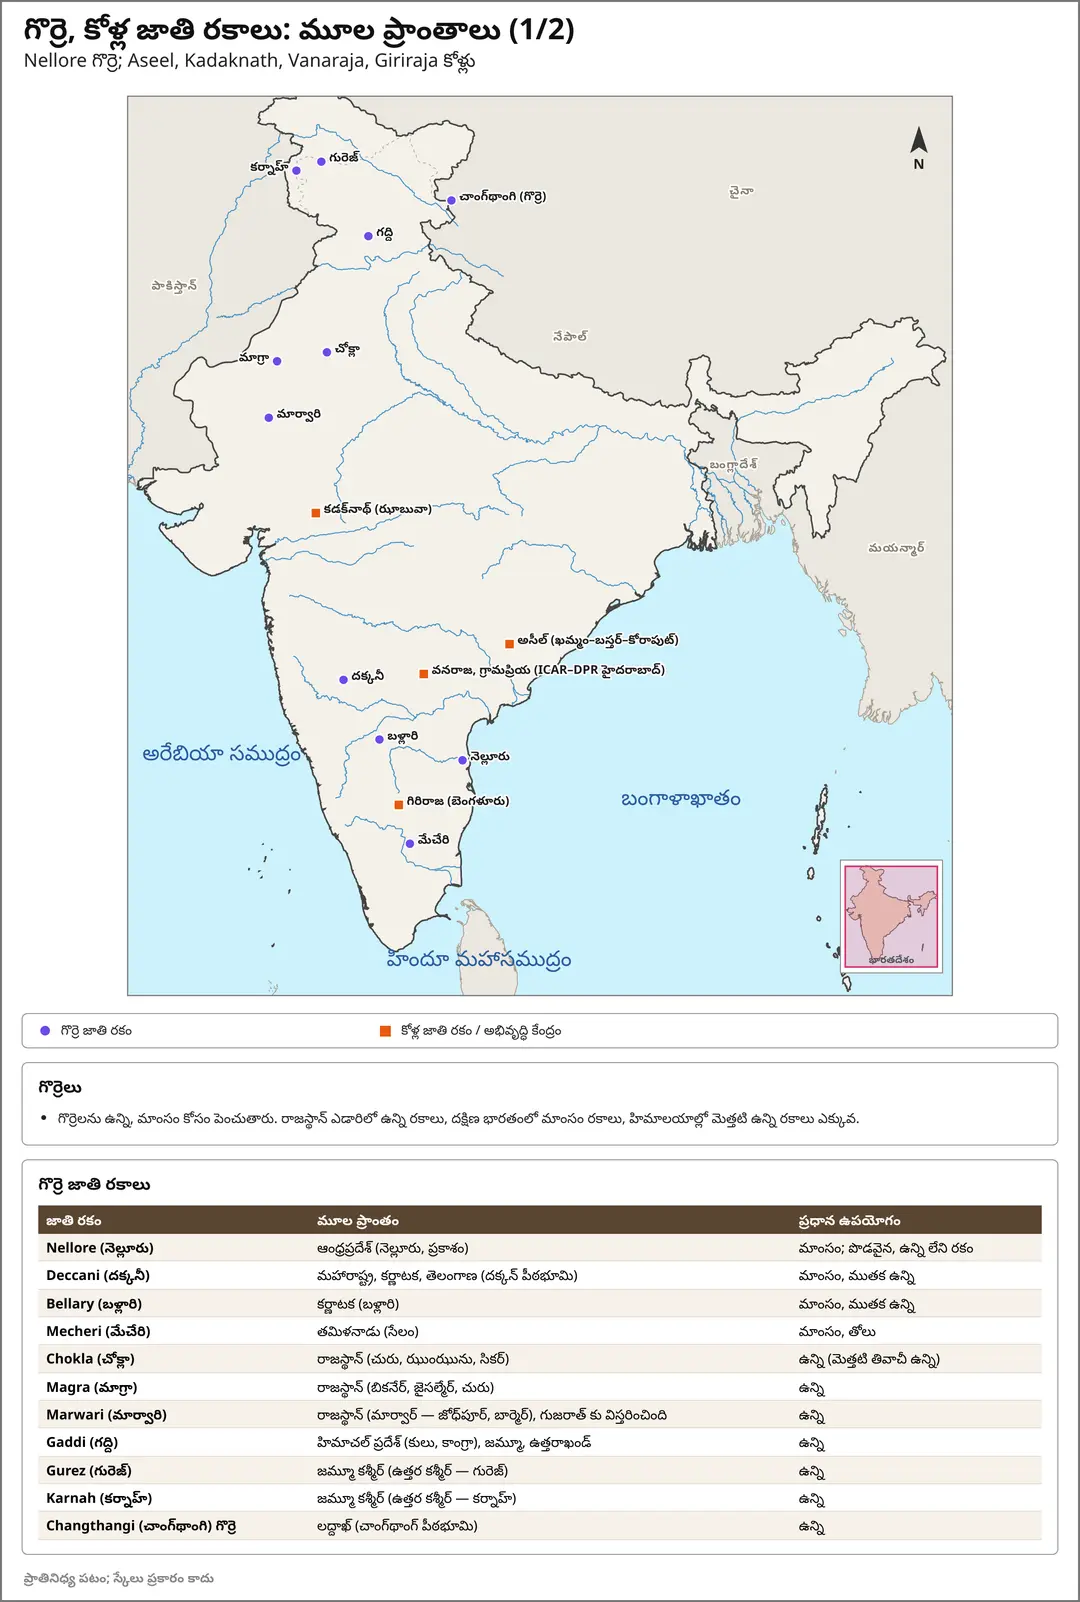 గొర్రె, కోళ్ల జాతి రకాలు: మూల ప్రాంతాలు (1/2)
Nellore గొర్రె; Aseel, Kadaknath, Vanaraja, Giriraja కోళ్లు
N
గురెజ్
కర్నాహ్
చాంగ్‌థాంగి (గొర్రె)
చైనా
గద్ది
పాకిస్తాన్
నేపాల్
మాగ్రా
చోక్లా
మార్వారి
బంగ్లాదేశ్
కడక్‌నాథ్ (ఝాబువా)
మయన్మార్
అసీల్ (ఖమ్మం–బస్తర్–కోరాపుట్)
వనరాజ, గ్రామప్రియ (ICAR–DPR హైదరాబాద్)
దక్కనీ
బళ్లారి
అరేబియా సముద్రం
నెల్లూరు
గిరిరాజ (బెంగళూరు)
బంగాళాఖాతం
మేచేరి
హిందూ మహాసముద్రం
భారతదేశం
గొర్రె జాతి రకం
కోళ్ల జాతి రకం / అభివృద్ధి కేంద్రం
గొర్రెలు
• గొర్రెలను ఉన్ని, మాంసం కోసం పెంచుతారు. రాజస్థాన్ ఎడారిలో ఉన్ని రకాలు, దక్షిణ భారతంలో మాంసం రకాలు, హిమాలయాల్లో మెత్తటి ఉన్ని రకాలు ఎక్కువ.
గొర్రె జాతి రకాలు
జాతి రకం మూల ప్రాంతం ప్రధాన ఉపయోగం
Nellore (నెల్లూరు) ఆంధ్రప్రదేశ్ (నెల్లూరు, ప్రకాశం) మాంసం; పొడవైన, ఉన్ని లేని రకం
Deccani (దక్కనీ) మహారాష్ట్ర, కర్ణాటక, తెలంగాణ (దక్కన్ పీఠభూమి) మాంసం, ముతక ఉన్ని
Bellary (బళ్లారి) కర్ణాటక (బళ్లారి) మాంసం, ముతక ఉన్ని
Mecheri (మేచేరి) తమిళనాడు (సేలం) మాంసం, తోలు
Chokla (చోక్లా) రాజస్థాన్ (చురు, ఝుంఝును, సికర్) ఉన్ని (మెత్తటి తివాచీ ఉన్ని)
Magra (మాగ్రా) రాజస్థాన్ (బికనేర్, జైసల్మేర్, చురు) ఉన్ని
Marwari (మార్వారి) రాజస్థాన్ (మార్వార్ — జోధ్‌పూర్, బార్మెర్), గుజరాత్ కు విస్తరించింది ఉన్ని
Gaddi (గద్ది) హిమాచల్ ప్రదేశ్ (కులు, కాంగ్రా), జమ్మూ, ఉత్తరాఖండ్ ఉన్ని
Gurez (గురెజ్) జమ్మూ కశ్మీర్ (ఉత్తర కశ్మీర్ — గురెజ్) ఉన్ని
Karnah (కర్నాహ్) జమ్మూ కశ్మీర్ (ఉత్తర కశ్మీర్ — కర్నాహ్) ఉన్ని
Changthangi (చాంగ్‌థాంగి) గొర్రె లద్దాఖ్ (చాంగ్‌థాంగ్ పీఠభూమి) ఉన్ని
ప్రాతినిధ్య పటం; స్కేలు ప్రకారం కాదు